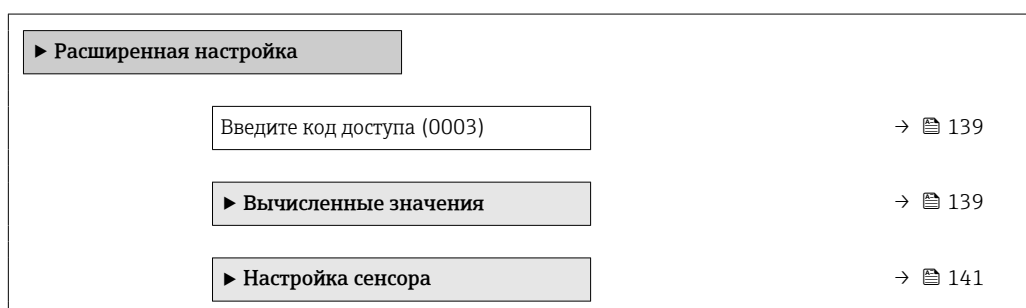 ▶ Расширенная настройка
Введите код доступа (0003) → 139
▶ Вычисленные значения → 139
▶ Настройка сенсора → 141